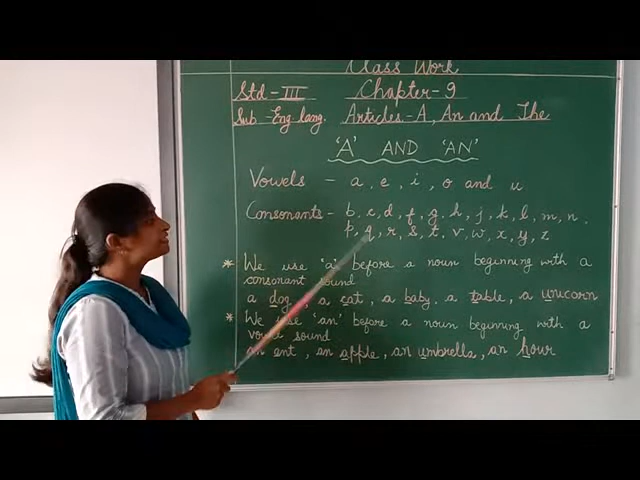 Class Work
Std - III Chapter - 9
Sub - Eng lang. Articles - A, An and The
'A' AND 'AN'
Vowels - a, e, i, o and u
Consonants - b, c, d, f, g, h, j, k, l, m, n,
p, q, r, s, t, v, w, x, y, z
* We use 'a' before a noun beginning with a
consonant sound
a dog, a cat, a baby, a table, a unicorn
* We use 'an' before a noun beginning with a
vowel sound
an ant, an apple, an umbrella, an hour